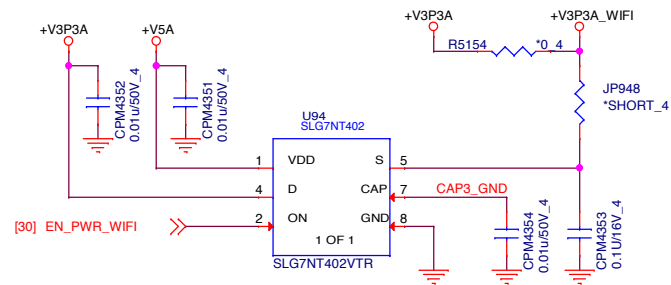 +V3P3A
+V5A
+V3P3A
+V3P3A_WIFI
R5154
*0_4
CPM4352
0.01u/50V_4
CPM4351
0.01u/50V_4
JP948
*SHORT_4
U94
SLG7NT402
1
VDD
S
5
4
D
CAP
7
CAP3_GND
[30] EN_PWR_WIFI
2
ON
GND
8
1 OF 1
SLG7NT402VTR
CPM4354
0.01u/50V_4
CPM4353
0.1U/16V_4